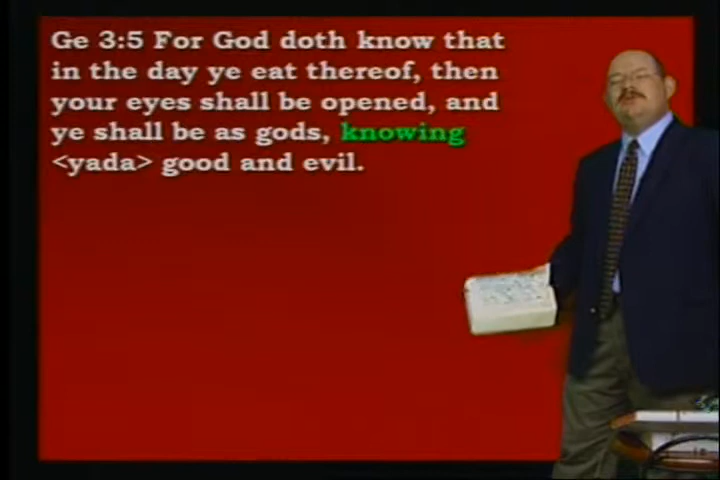 Ge 3:5 For God doth know that
in the day ye eat thereof, then
your eyes shall be opened, and
ye shall be as gods, knowing
<yada> good and evil.